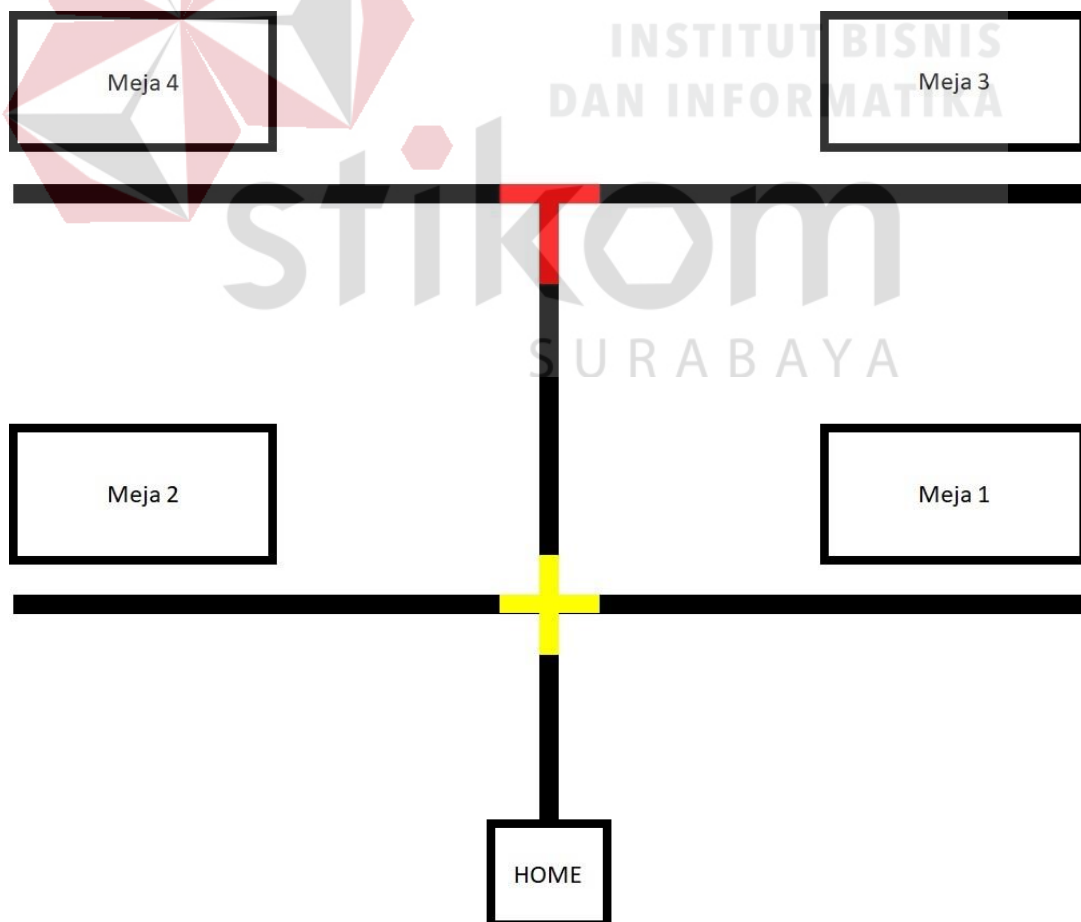 INSTITUT BISNIS
DAN INFORMATIKA
Meja 4
Meja 3
stikom
SURABAYA
Meja 2
Meja 1
HOME